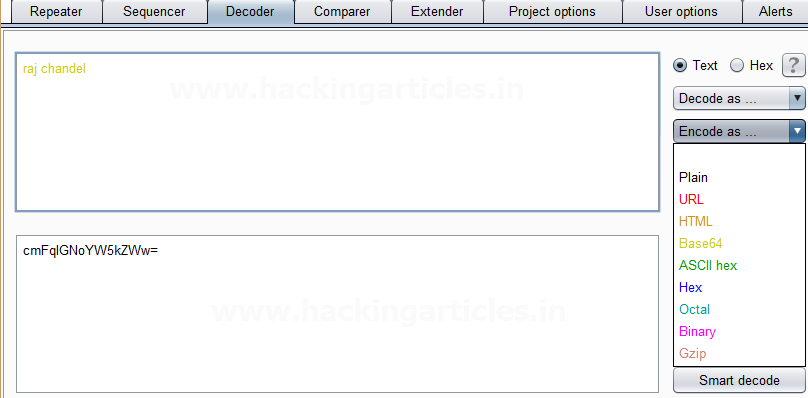 Repeater Sequencer Decoder Comparer Extender Project options User options Alerts
raj chandel
www.hackingarticles.in
Text Hex ?
Decode as ...
Encode as ...
Plain
URL
HTML
Base64
ASCII hex
Hex
Octal
Binary
Gzip
Smart decode
cmFqIGNoYW5kZWw=
www.hackingarticles.in